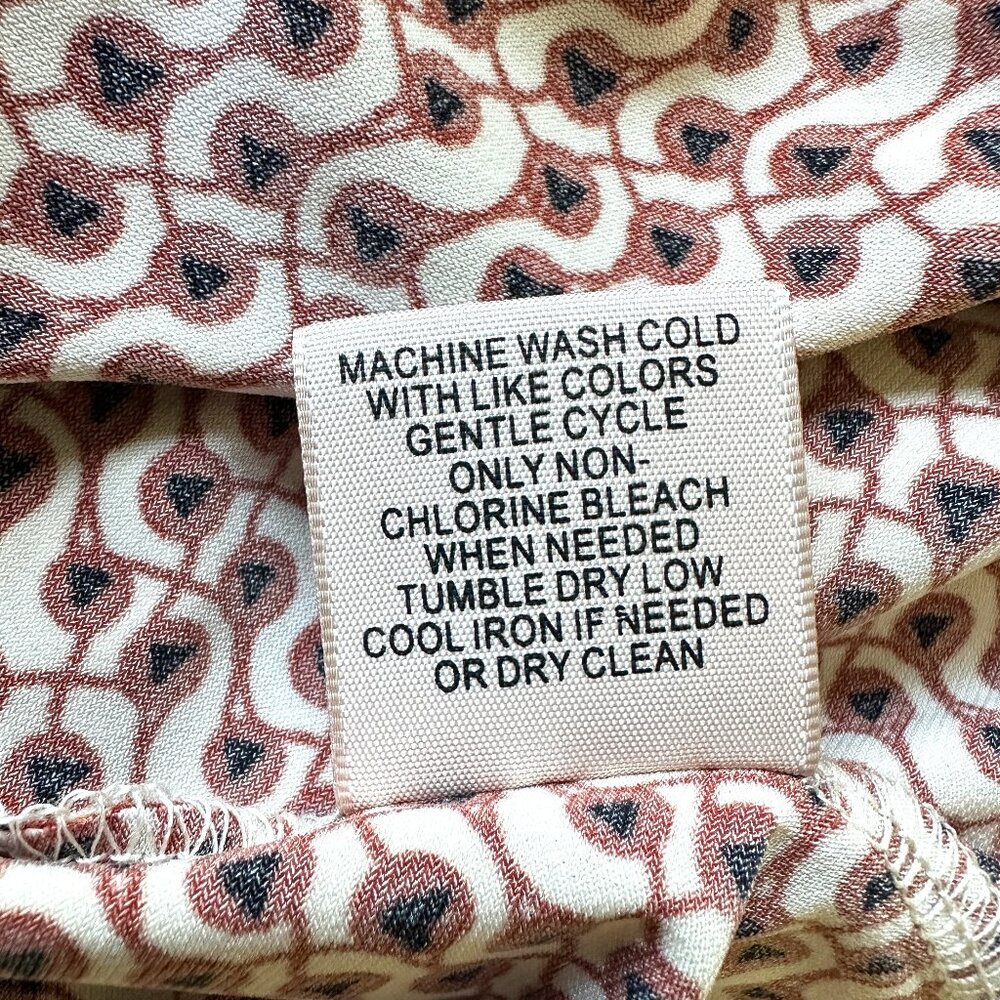 MACHINE WASH COLD
WITH LIKE COLORS
GENTLE CYCLE
ONLY NON-
CHLORINE BLEACH
WHEN NEEDED
TUMBLE DRY LOW
COOL IRON IF NEEDED
OR DRY CLEAN